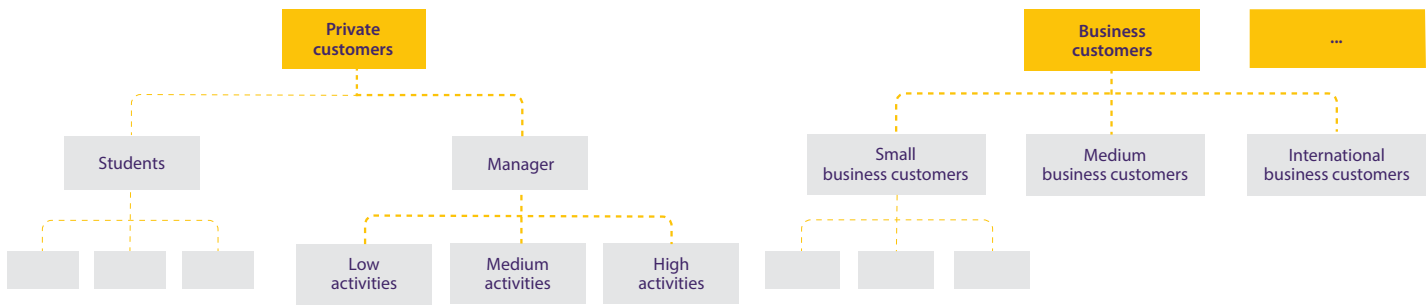 Private
customers
Business
customers
...
Students
Manager
Small
business customers
Medium
business customers
International
business customers
Low
activities
Medium
activities
High
activities